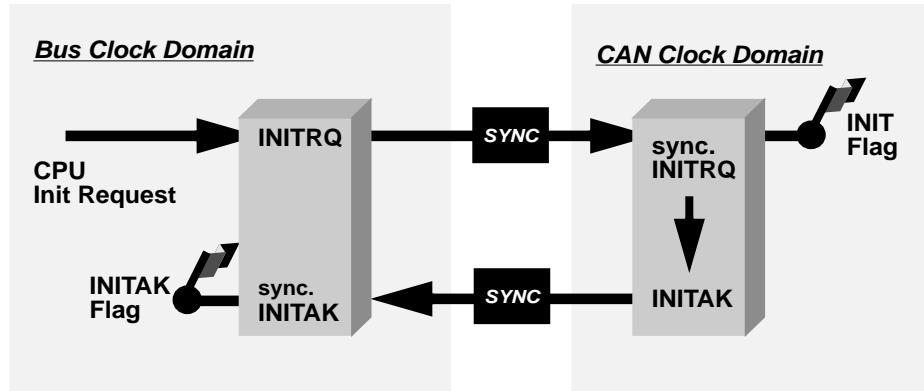 Bus Clock Domain
CAN Clock Domain
CPU
Init Request
INITRQ
SYNC
sync.
INITRQ
INIT
Flag
INITAK
Flag
sync.
INITAK
SYNC
INITAK